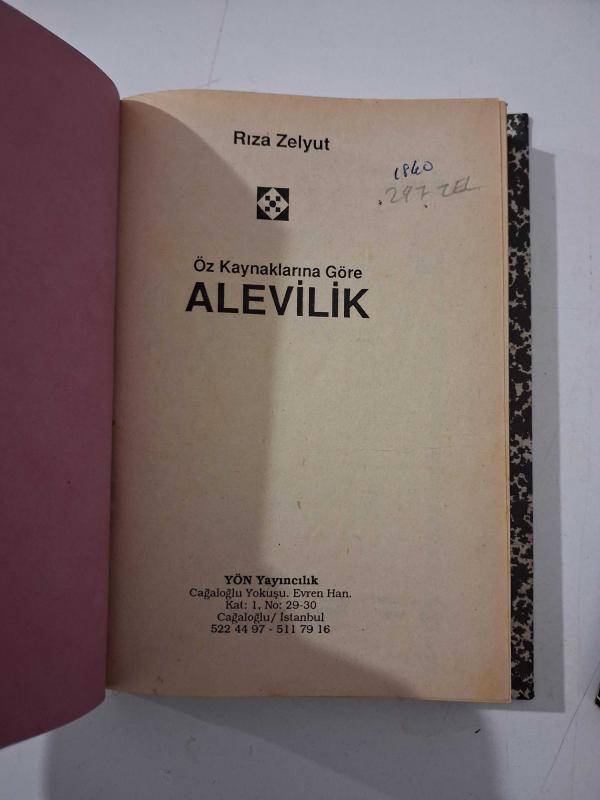 Rıza Zelyut
1840
297 ZEL
Öz Kaynaklarına Göre
ALEVİLİK
YÖN Yayıncılık
Cağaloğlu Yokuşu. Evren Han.
Kat: 1, No: 29-30
Cağaloğlu/ İstanbul
522 44 97 - 511 79 16